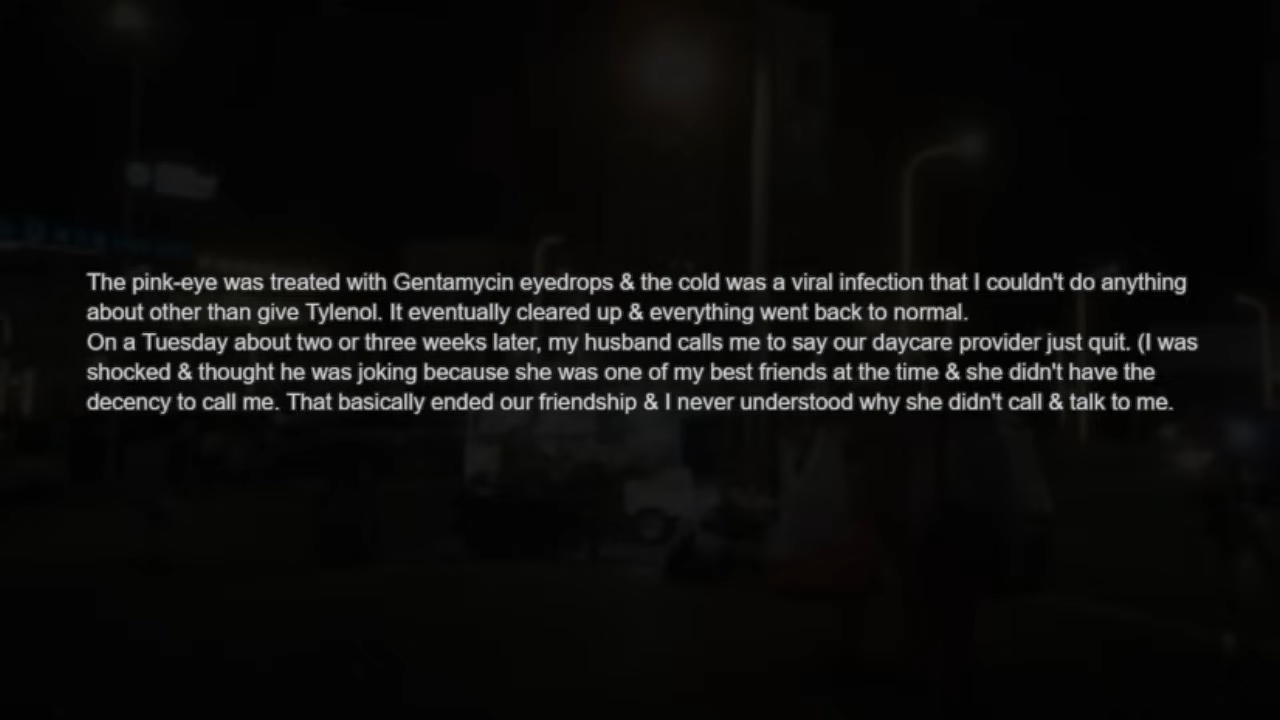 The pink-eye was treated with Gentamycin eyedrops & the cold was a viral infection that I couldn't do anything
about other than give Tylenol. It eventually cleared up & everything went back to normal.
On a Tuesday about two or three weeks later, my husband calls me to say our daycare provider just quit. (I was
shocked & thought he was joking because she was one of my best friends at the time & she didn't have the
decency to call me. That basically ended our friendship & I never understood why she didn't call & talk to me.